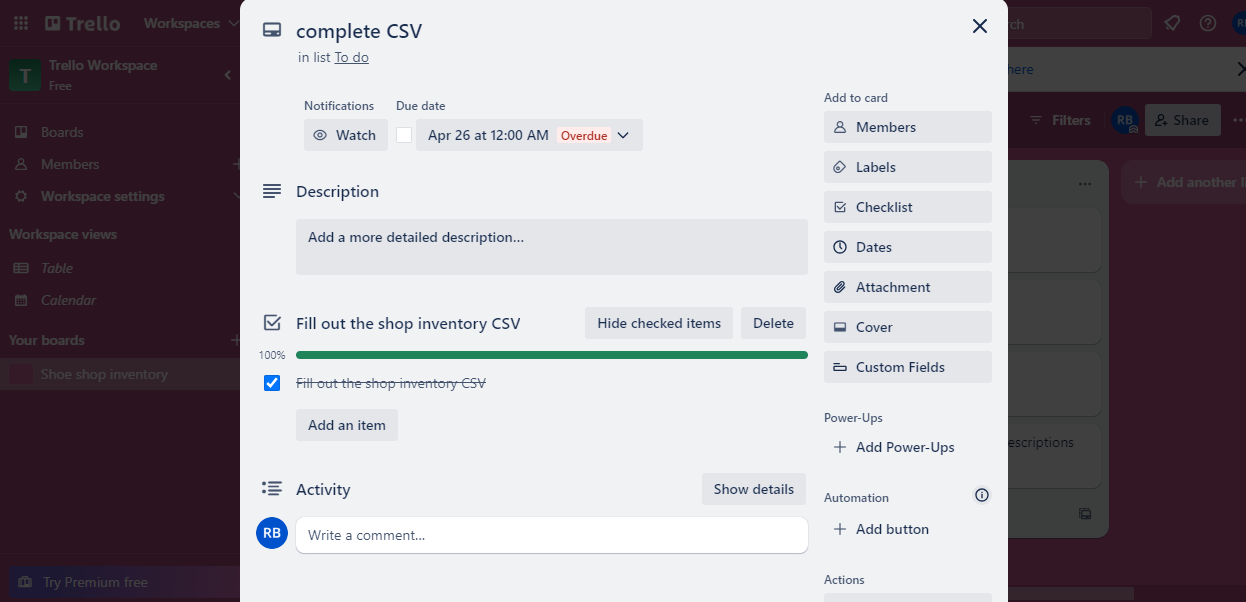 Trello
Workspaces
T
Trello Workspace
Free
Boards
Members
Workspace settings
Workspace views
Table
Calendar
Your boards
Shoe shop inventory
Try Premium free
complete CSV
in list To do
Notifications
Due date
Watch
Apr 26 at 12:00 AM Overdue
Description
Add a more detailed description…
Fill out the shop inventory CSV
Hide checked items
Delete
100%
Fill out the shop inventory CSV
Add an item
Activity
Show details
RB
Write a comment…
Add to card
Members
Labels
Checklist
Dates
Attachment
Cover
Custom Fields
Power-Ups
Add Power-Ups
Automation
Add button
Actions
here
Filters
RB
Share
Add another
escriptions